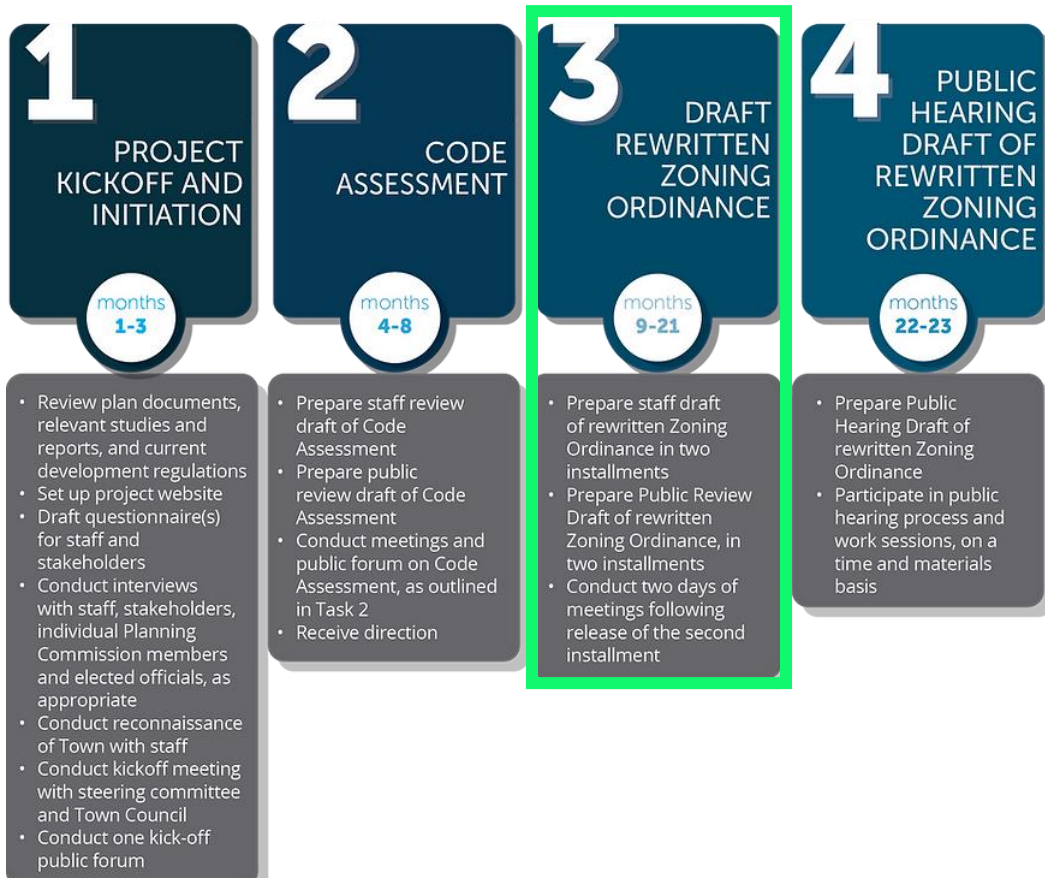 1
PROJECT
KICKOFF AND
INITIATION
months
1-3
• Review plan documents,
relevant studies and
reports, and current
development regulations
• Set up project website
• Draft questionnaire(s)
for staff and
stakeholders
• Conduct interviews
with staff, stakeholders,
individual Planning
Commission members
and elected officials, as
appropriate
• Conduct reconnaissance
of Town with staff
• Conduct kickoff meeting
with steering committee
and Town Council
• Conduct one kick-off
public forum
2
CODE
ASSESSMENT
months
4-8
• Prepare staff review
draft of Code
Assessment
• Prepare public
review draft of Code
Assessment
• Conduct meetings and
public forum on Code
Assessment, as outlined
in Task 2
• Receive direction
3
DRAFT
REWRITTEN
ZONING
ORDINANCE
months
9-21
• Prepare staff draft
of rewritten Zoning
Ordinance in two
installments
• Prepare Public Review
Draft of rewritten
Zoning Ordinance, in
two installments
• Conduct two days of
meetings following
release of the second
installment
4
PUBLIC
HEARING
DRAFT OF
REWRITTEN
ZONING
ORDINANCE
months
22-23
• Prepare Public
Hearing Draft of
rewritten Zoning
Ordinance
• Participate in public
hearing process and
work sessions, on a
time and materials
basis